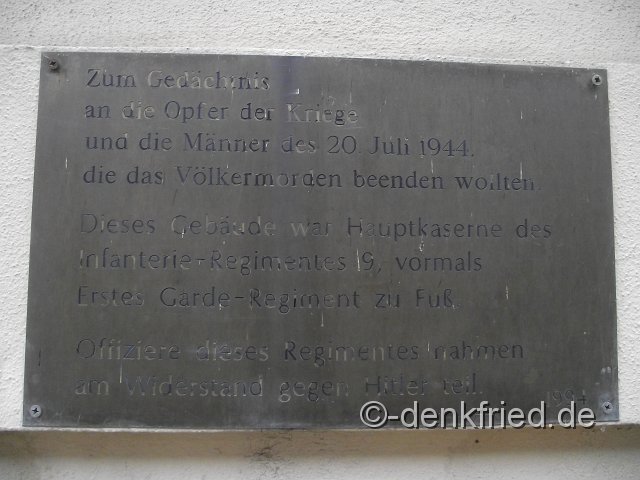 Zum Gedächtnis
an die Opfer der Kriege
und die Männer des 20. Juli 1944.
die das Völkermorden beenden wollten.
Dieses Gebäude war Hauptkaserne des
Infanterie-Regimentes 9, vormals
Erstes Garde-Regiment zu Fuß.
Offiziere dieses Regimentes nahmen
am Widerstand gegen Hitler teil.
1994
©-denkfried.de